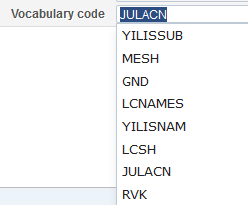 Vocabulary code JULACN
YILISSUB
MESH
GND
LCNAMES
YILISNAM
LCSH
JULACN
RVK